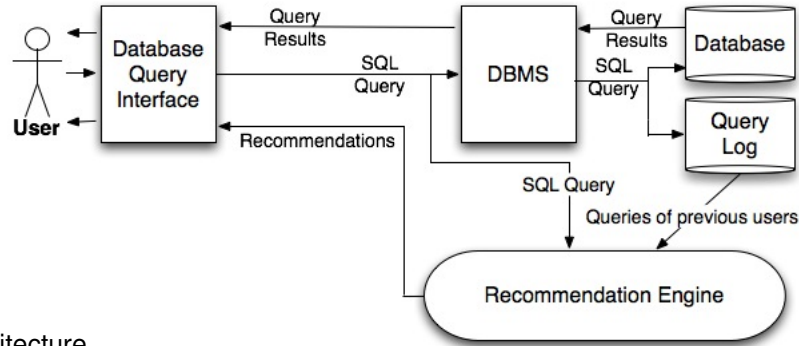 Query
Results
Database
Query
Interface
SQL
Query
DBMS
Query
Results
SQL
Query
Database
Query
Log
User
Recommendations
SQL Query
Queries of previous users
Recommendation Engine
itecture